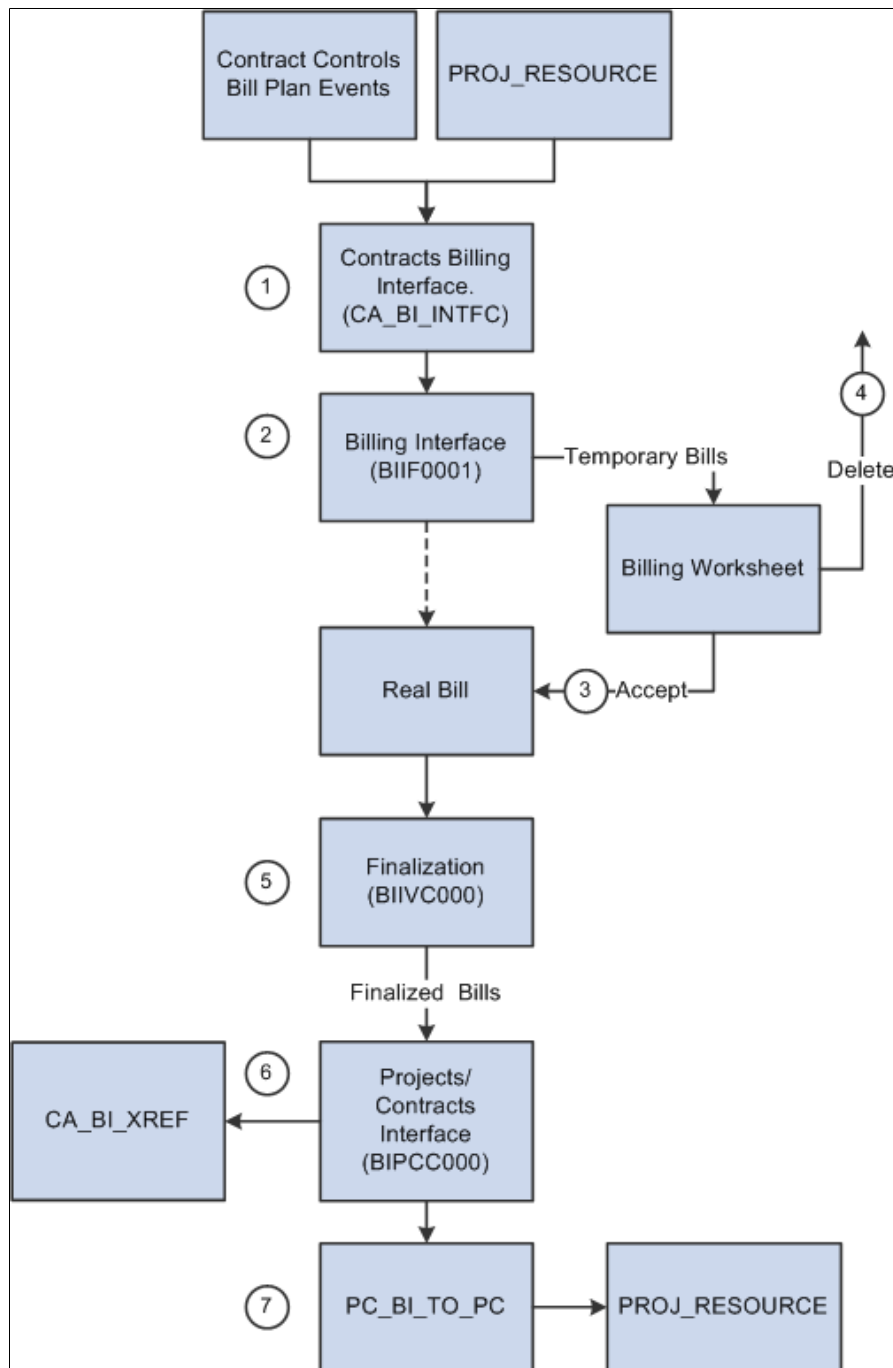 Contract Controls
Bill Plan Events
PROJ_RESOURCE
1
Contracts Billing
Interface.
(CA_BI_INTFC)
2
Billing Interface
(BIIF0001)
Temporary Bills
4
Delete
Billing Worksheet
Real Bill
3
Accept
5
Finalization
(BIIVC000)
Finalized Bills
CA_BI_XREF
6
Projects/
Contracts
Interface
(BIPCC000)
7
PC_BI_TO_PC
PROJ_RESOURCE